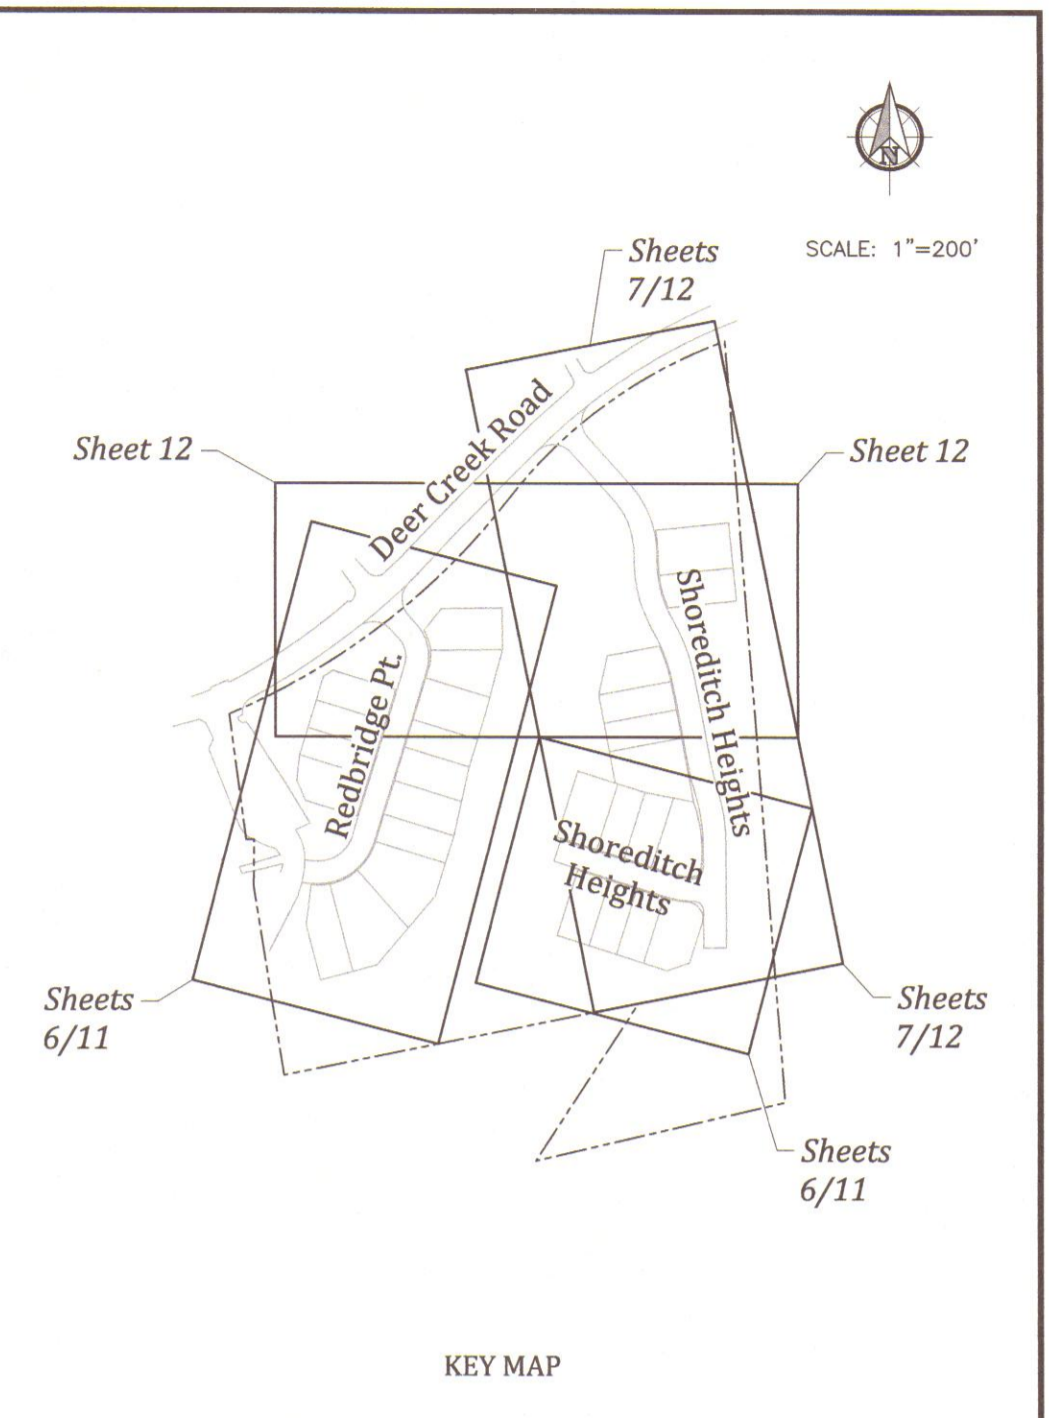 N
SCALE: 1"=200'
Sheets
7/12
Sheet 12
Sheet 12
Deer Creek Road
Redbridge Pt.
Shoreditch Heights
Shoreditch
Heights
Sheets
6/11
Sheets
7/12
Sheets
6/11
KEY MAP